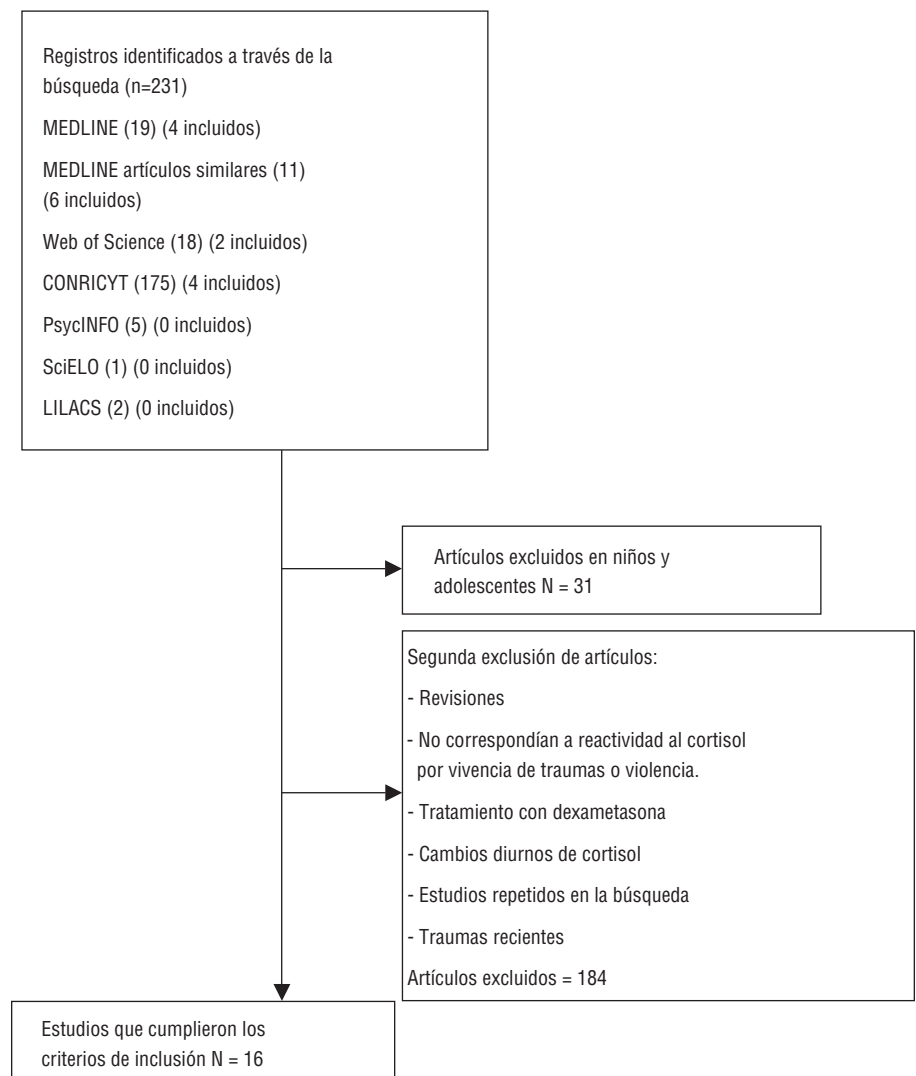 Registros identificados a través de la
búsqueda (n=231)
MEDLINE (19) (4 incluidos)
MEDLINE artículos similares (11)
(6 incluidos)
Web of Science (18) (2 incluidos)
CONRICYT (175) (4 incluidos)
PsycINFO (5) (0 incluidos)
SciELO (1) (0 incluidos)
LILACS (2) (0 incluidos)
Artículos excluidos en niños y
adolescentes N = 31
Segunda exclusión de artículos:
- Revisiones
- No correspondían a reactividad al cortisol
por vivencia de traumas o violencia.
- Tratamiento con dexametasona
- Cambios diurnos de cortisol
- Estudios repetidos en la búsqueda
- Traumas recientes
Artículos excluidos = 184
Estudios que cumplieron los
criterios de inclusión N = 16